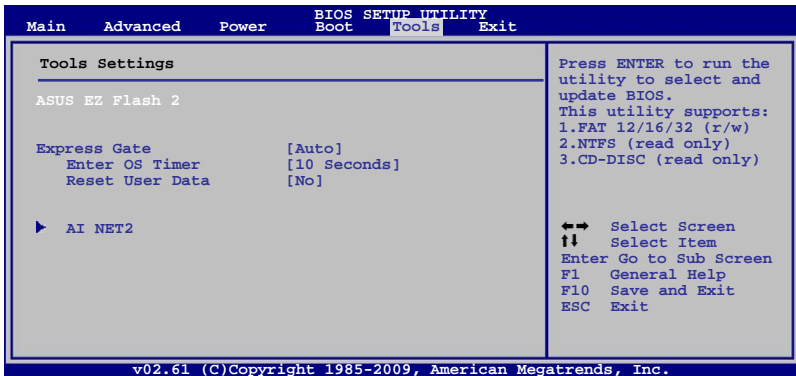 BIOS SETUP UTILITY
Main Advanced Power Boot Tools Exit
Tools Settings
ASUS EZ Flash 2
Express Gate [Auto]
Enter OS Timer [10 Seconds]
Reset User Data [No]
AI NET2
Press ENTER to run the
utility to select and
update BIOS.
This utility supports:
1.FAT 12/16/32 (r/w)
2.NTFS (read only)
3.CD-DISC (read only)
←→ Select Screen
↑↓ Select Item
Enter Go to Sub Screen
F1 General Help
F10 Save and Exit
ESC Exit
v02.61 (C)Copyright 1985-2009, American Megatrends, Inc.